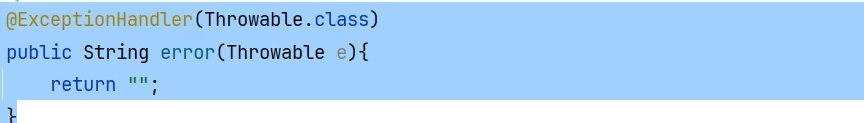 @ExceptionHandler(Throwable.class)
public String error(Throwable e){
    return "";
}